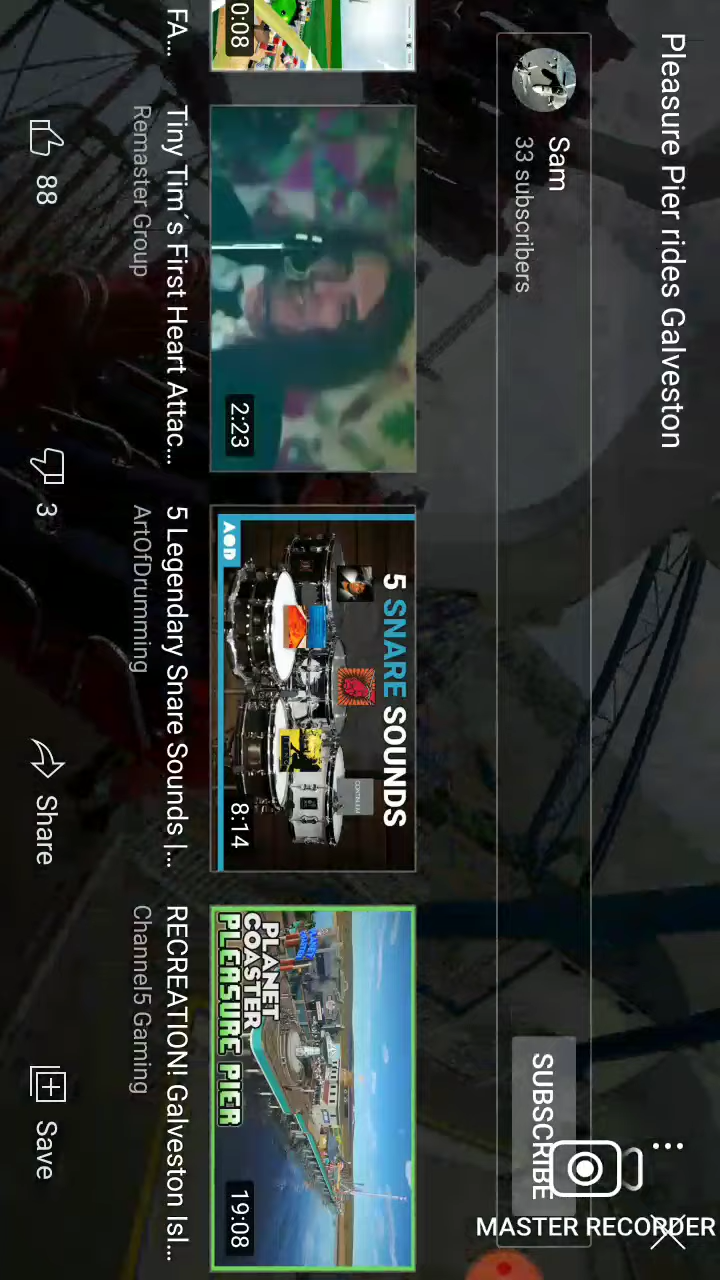 Pleasure Pier rides Galveston
Sam
33 subscribers
SUBSCRIBE
MASTER RECORDER
0:08
FA...
2:23
Tiny Tim´s First Heart Attac...
Remaster Group
5 SNARE SOUNDS
AOD
8:14
5 Legendary Snare Sounds |...
ArtOfDrumming
PLANET
COASTER
PLEASURE PIER
19:08
RECREATION! Galveston Isl...
Channel5 Gaming
88
3
Share
Save